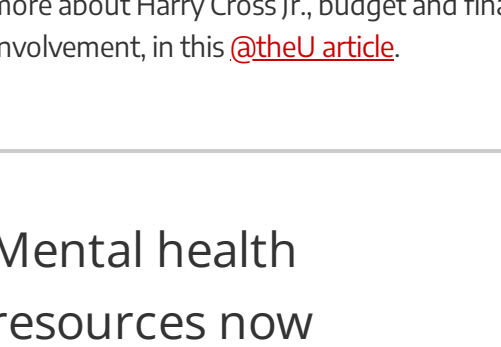 more about Harry Cross Jr., budget and fina
nvolvement, in this @theU article.
Mental health
resources now